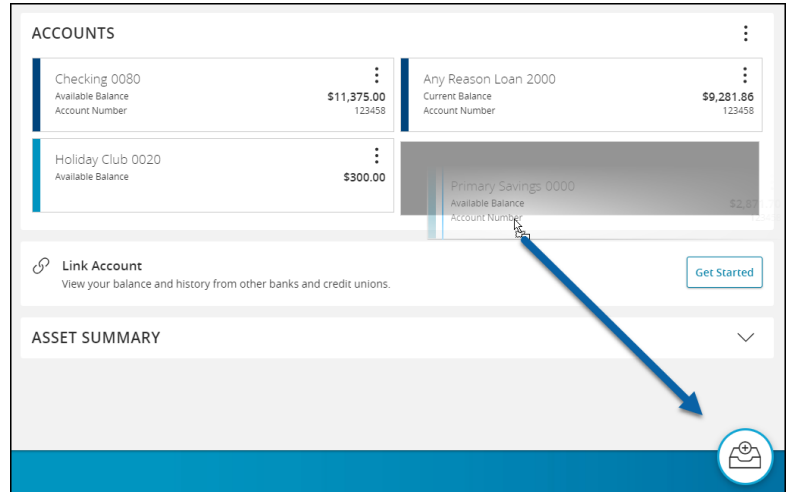 ACCOUNTS
Checking 0080
Available Balance $11,375.00
Account Number 123458
Any Reason Loan 2000
Current Balance $9,281.86
Account Number 123458
Holiday Club 0020
Available Balance $300.00
Primary Savings 0000
Available Balance
Account Number
Link Account
View your balance and history from other banks and credit unions.
Get Started
ASSET SUMMARY